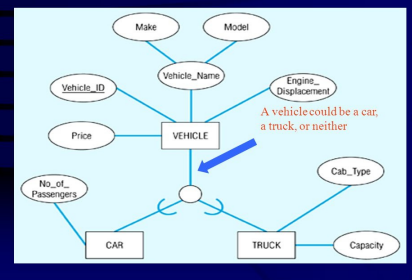 Make
Model
Vehicle_Name
Vehicle_ID
Engine_
Displacement
A vehicle could be a car,
a truck, or neither
Price
VEHICLE
Cab_Type
No_of_
Passengers
CAR
TRUCK
Capacity